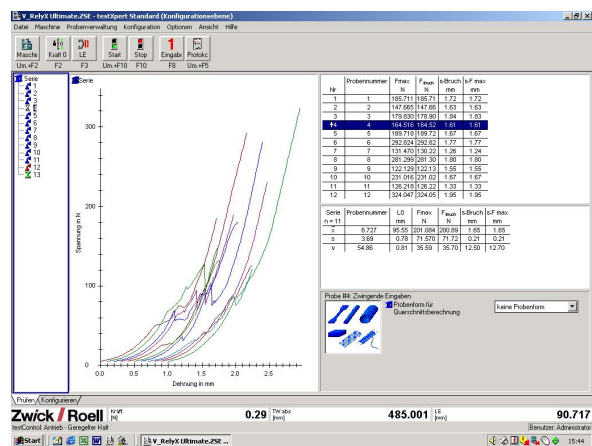 V_RelyX Ultimate.ZSE - testXpert Standard (Konfigurationsebene)
Datei Maschine Probenverwaltung Konfiguration Optionen Ansicht Hilfe
Maschi Kraft 0 LE Start Stop Eingab Protokc
Um.+F2 F2 F3 Um.+F10 F10 F8 Um.+F5
Serie
1
2
3
4
5
6
7
8
9
10
11
12
13
Serie
Spannung in N
300
200
100
0
0.0 0.5 1.0 1.5 2.0 2.5
Dehnung in mm
Probennummer Fmax FBruch ε-Bruch ε-F max
Nr N N mm mm
1 1 185.711 185.71 1.72 1.72
2 2 147.665 147.66 1.63 1.63
3 3 179.830 178.90 1.84 1.83
4 4 164.516 164.52 1.61 1.61
5 5 189.718 189.72 1.67 1.67
6 6 292.824 292.82 1.77 1.77
7 7 131.470 130.22 1.26 1.24
8 8 281.299 281.30 1.80 1.80
9 9 122.129 122.13 1.55 1.55
10 10 231.016 231.02 1.67 1.67
11 11 126.218 126.22 1.33 1.33
12 12 324.047 324.05 1.95 1.95
Serie Probennummer L0 Fmax FBruch ε-Bruch ε-F max
n = 11 mm N N mm mm
x̄ 6.727 95.55 201.084 200.89 1.65 1.65
s 3.69 0.78 71.570 71.72 0.21 0.21
ν 54.86 0.81 35.59 35.70 12.50 12.70
Probe #4: Zwingende Eingaben
Probenform für
Querschnittsberechnung
keine Probenform
Prüfen Konfigurieren
Zwick / Roell Kraft [N] 0.29 TW abs [mm] 485.001 LE [mm] 90.717
testControl: Antrieb - Geregelter Halt Benutzer: Administrator
Start V_RelyX Ultimate.ZSE ... 15:44